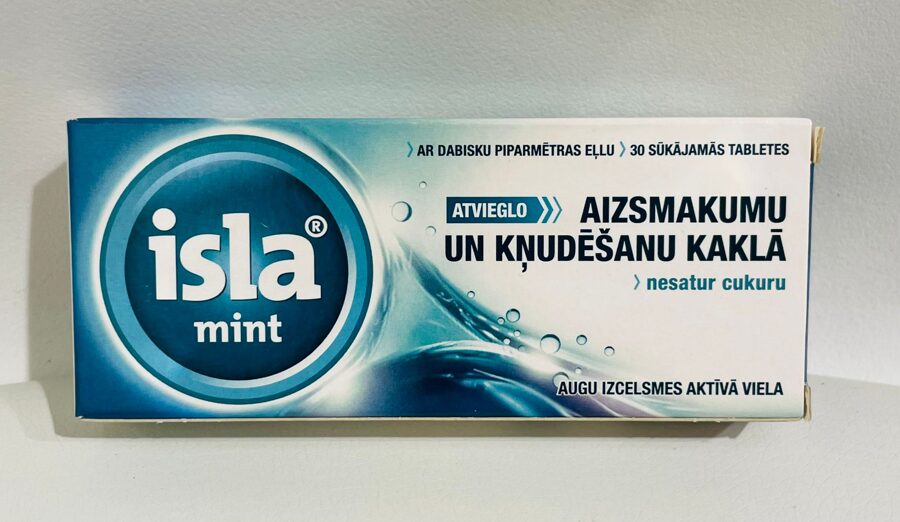 isla®
mint
› AR DABISKU PIPARMĒTRAS EĻĻU › 30 SŪKĀJAMĀS TABLETES
ATVIEGLO » AIZSMAKUMU
UN KŅUDĒŠANU KAKLĀ
› nesatur cukuru
AUGU IZCELSMES AKTĪVĀ VIELA